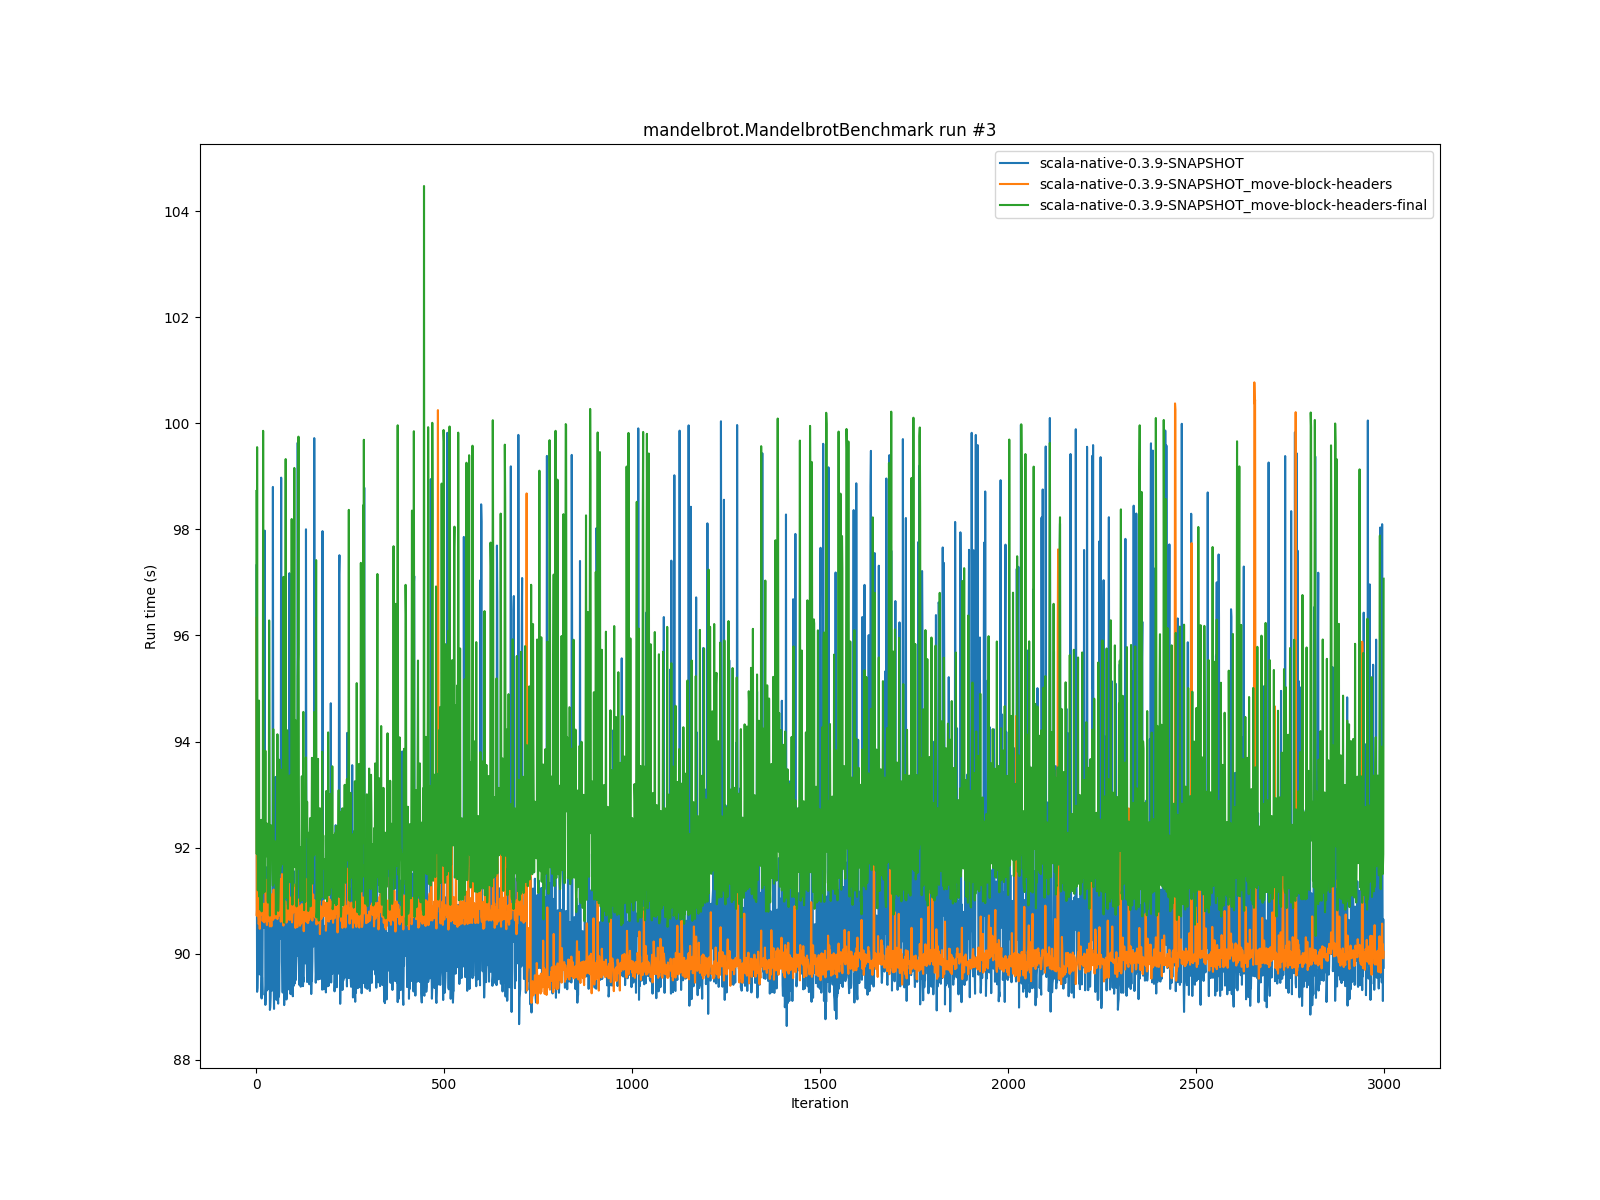 mandelbrot.MandelbrotBenchmark run #3
scala-native-0.3.9-SNAPSHOT
scala-native-0.3.9-SNAPSHOT_move-block-headers
scala-native-0.3.9-SNAPSHOT_move-block-headers-final
104
102
100
98
96
94
92
90
88
Run time (s)
0 500 1000 1500 2000 2500 3000
Iteration